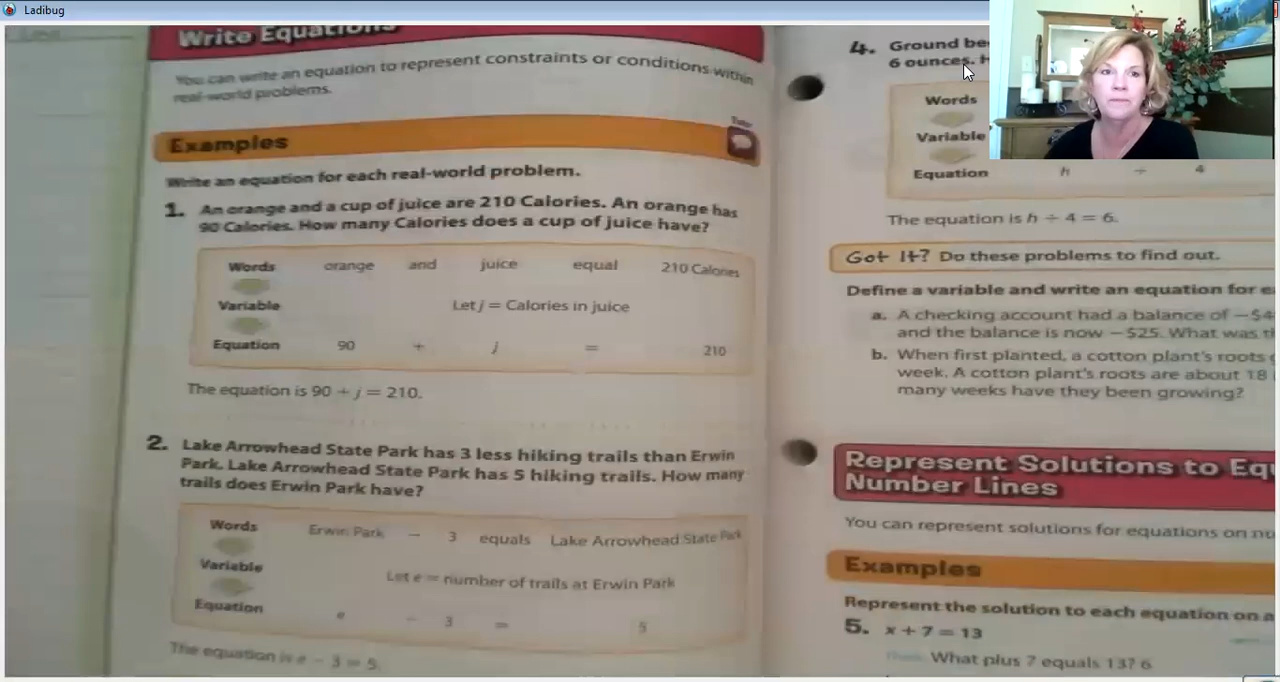 Ladibug
Write Equations
You can write an equation to represent constraints or conditions within
real-world problems.
Examples
Tutor
Write an equation for each real-world problem.
1. An orange and a cup of juice are 210 Calories. An orange has
90 Calories. How many Calories does a cup of juice have?
Words orange and juice equal 210 Calories
Variable Let j = Calories in juice
Equation 90 + j = 210
The equation is 90 + j = 210.
2. Lake Arrowhead State Park has 3 less hiking trails than Erwin
Park. Lake Arrowhead State Park has 5 hiking trails. How many
trails does Erwin Park have?
Words Erwin Park − 3 equals Lake Arrowhead State Park
Variable Let e = number of trails at Erwin Park
Equation e − 3 = 5
The equation is e − 3 = 5.
4. Ground be
6 ounces. H
Words
Variable
Equation h ÷ 4
The equation is h ÷ 4 = 6.
Got It? Do these problems to find out.
Define a variable and write an equation for e
a. A checking account had a balance of −$4
and the balance is now −$25. What was t
b. When first planted, a cotton plant's roots
week. A cotton plant's roots are about 18
many weeks have they been growing?
Represent Solutions to Equ
Number Lines
You can represent solutions for equations on nu
Examples
Represent the solution to each equation on a
5. x + 7 = 13
Think What plus 7 equals 13? 6